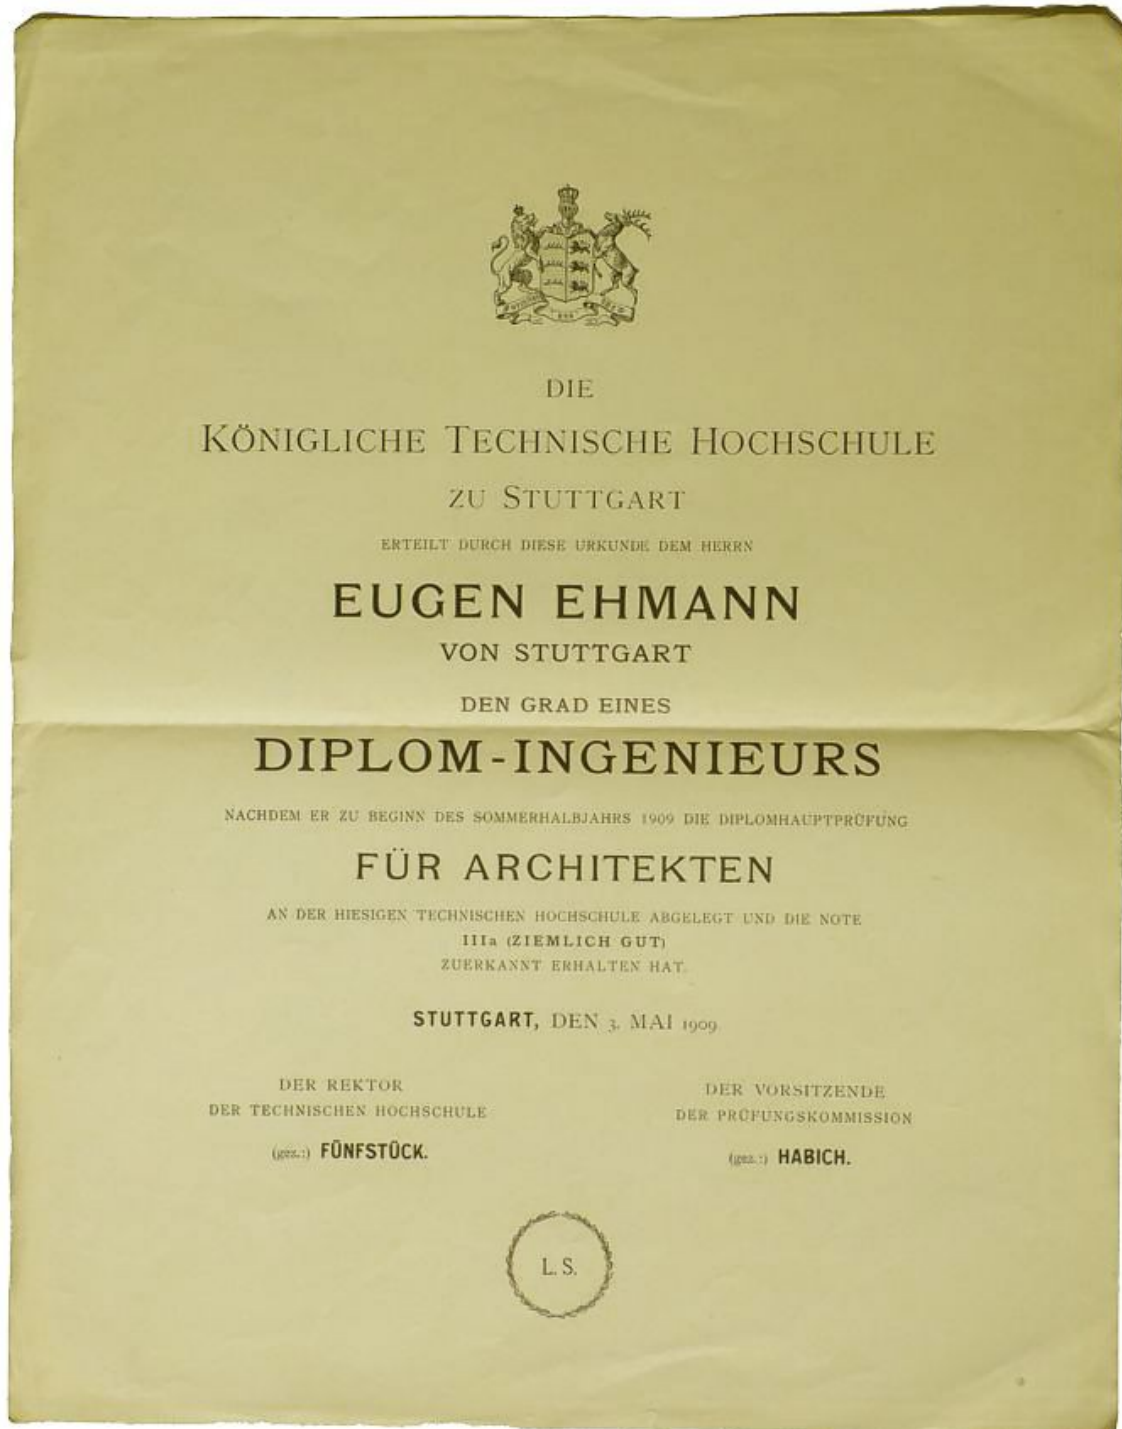 DIE
KÖNIGLICHE TECHNISCHE HOCHSCHULE
ZU STUTTGART
ERTEILT DURCH DIESE URKUNDE DEM HERRN
EUGEN EHMANN
VON STUTTGART
DEN GRAD EINES
DIPLOM-INGENIEURS
NACHDEM ER ZU BEGINN DES SOMMERHALBJAHRS 1909 DIE DIPLOMHAUPTPRÜFUNG
FÜR ARCHITEKTEN
AN DER HIESIGEN TECHNISCHEN HOCHSCHULE ABGELEGT UND DIE NOTE
IIIa (ZIEMLICH GUT)
ZUERKANNT ERHALTEN HAT.
STUTTGART, DEN 3. MAI 1909
DER REKTOR
DER TECHNISCHEN HOCHSCHULE
(gez.:) FÜNFSTÜCK.
DER VORSITZENDE
DER PRÜFUNGSKOMMISSION
(gez.:) HABICH.
L. S.